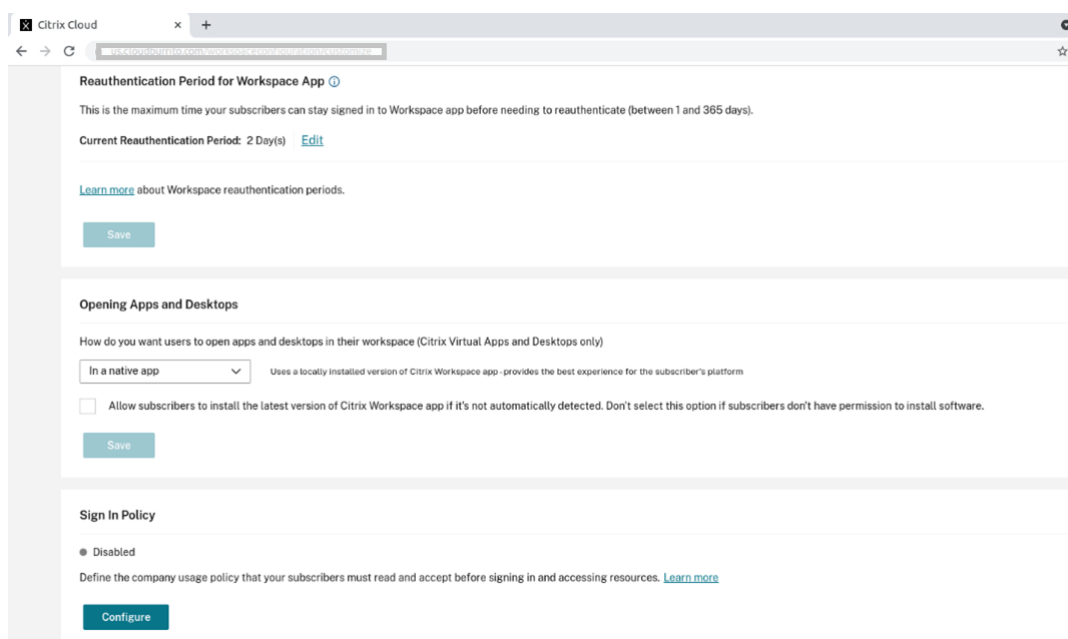 Citrix Cloud
us.cloudburrito.com/workspaceconfiguration/customize
Reauthentication Period for Workspace App
This is the maximum time your subscribers can stay signed in to Workspace app before needing to reauthenticate (between 1 and 365 days).
Current Reauthentication Period: 2 Day(s) Edit
Learn more about Workspace reauthentication periods.
Save
Opening Apps and Desktops
How do you want users to open apps and desktops in their workspace (Citrix Virtual Apps and Desktops only)
In a native app Uses a locally installed version of Citrix Workspace app - provides the best experience for the subscriber's platform
Allow subscribers to install the latest version of Citrix Workspace app if it's not automatically detected. Don't select this option if subscribers don't have permission to install software.
Save
Sign In Policy
Disabled
Define the company usage policy that your subscribers must read and accept before signing in and accessing resources. Learn more
Configure